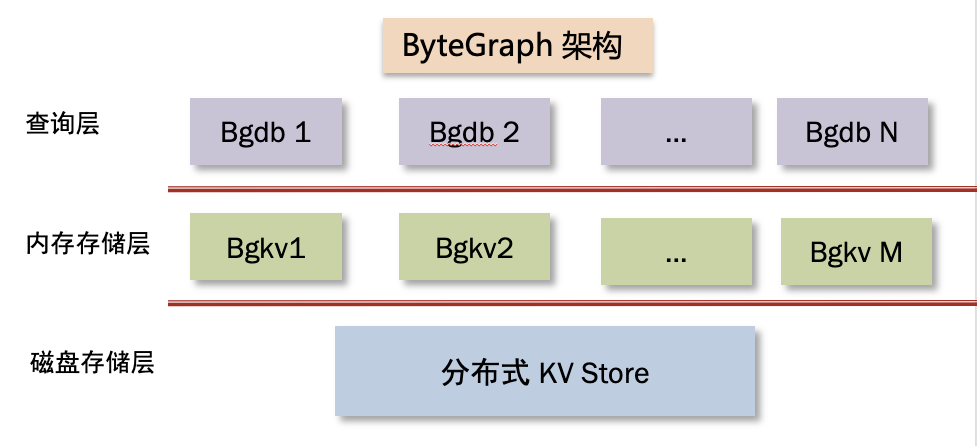 ByteGraph 架构
查询层
Bgdb 1
Bgdb 2
...
Bgdb N
内存存储层
Bgkv1
Bgkv2
...
Bgkv M
磁盘存储层
分布式 KV Store